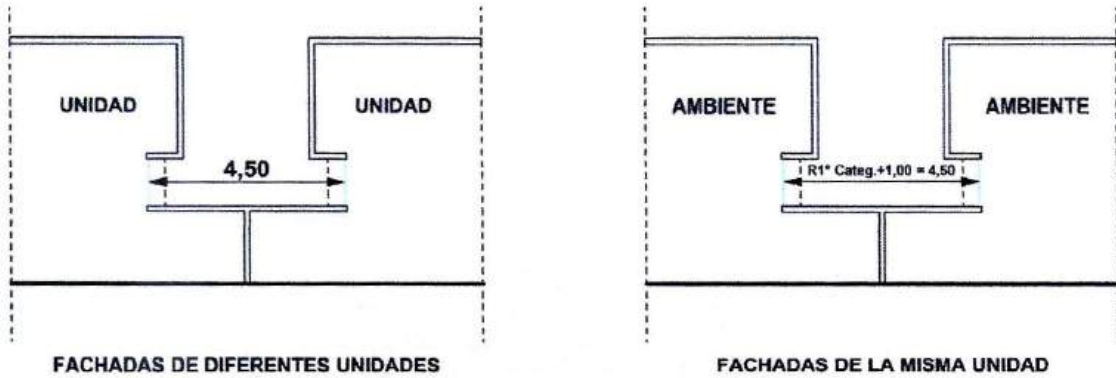 UNIDAD
UNIDAD
4,50
FACHADAS DE DIFERENTES UNIDADES
AMBIENTE
AMBIENTE
R1° Categ.+1,00 = 4,50
FACHADAS DE LA MISMA UNIDAD